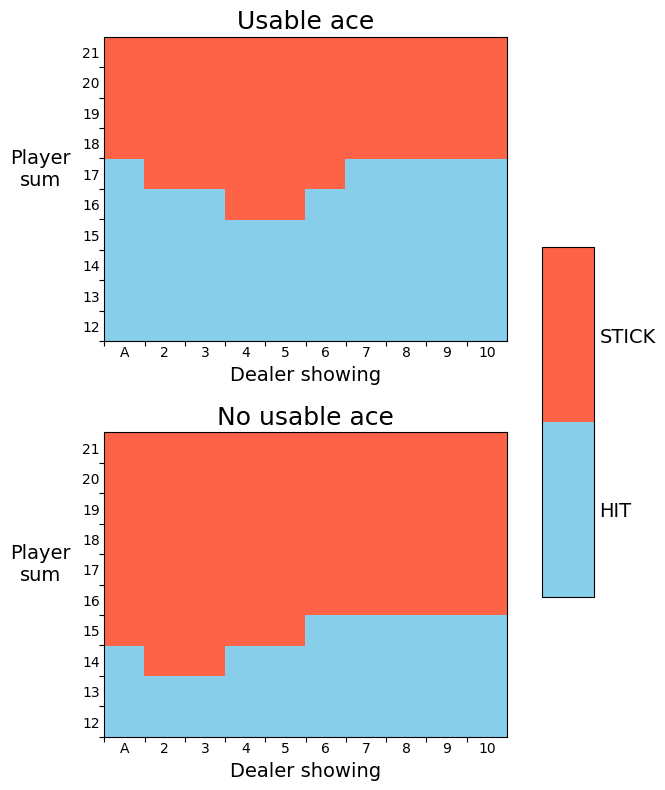 Usable ace
21
20
19
18
17
16
15
14
13
12
Player
sum
A 2 3 4 5 6 7 8 9 10
Dealer showing
No usable ace
21
20
19
18
17
16
15
14
13
12
Player
sum
A 2 3 4 5 6 7 8 9 10
Dealer showing
STICK
HIT